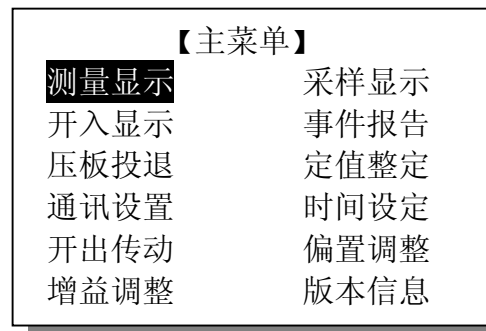 【主菜单】
测量显示 采样显示
开入显示 事件报告
压板投退 定值整定
通讯设置 时间设定
开出传动 偏置调整
增益调整 版本信息